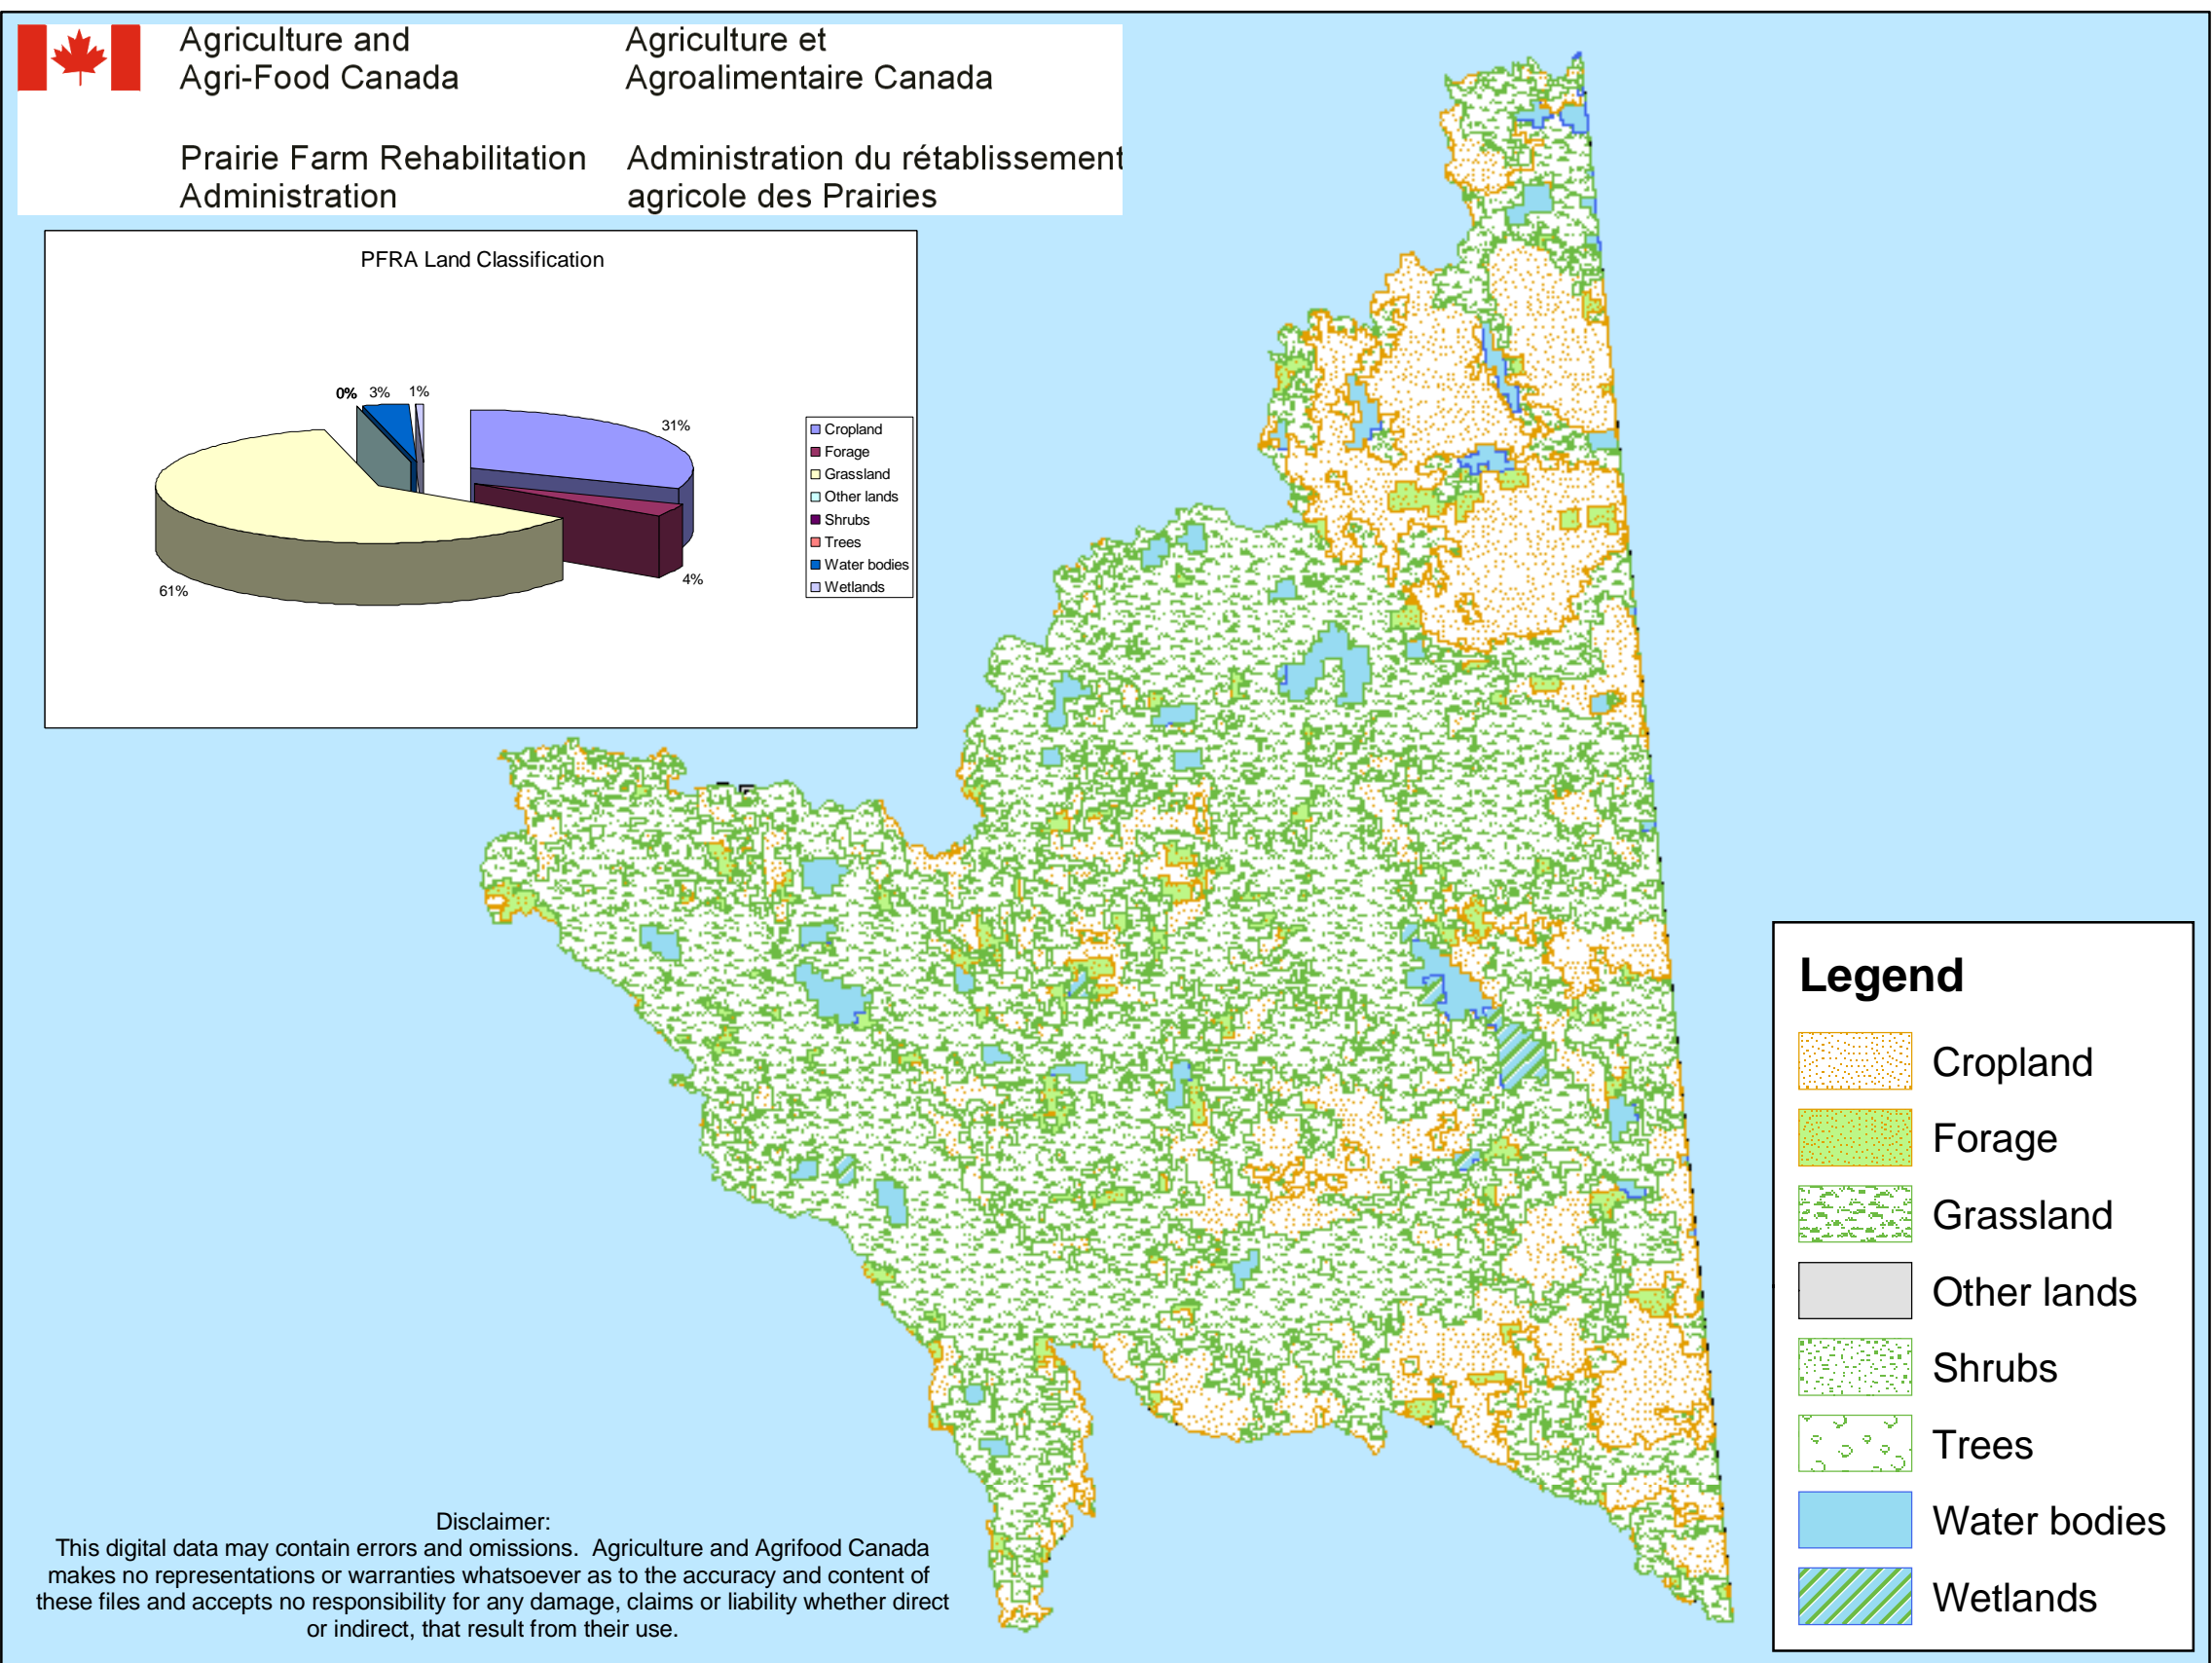 Agriculture and
Agri-Food Canada
Agriculture et
Agroalimentaire Canada
Prairie Farm Rehabilitation
Administration
Administration du rétablissement
agricole des Prairies
PFRA Land Classification
0%
3%
1%
31%
4%
61%
Cropland
Forage
Grassland
Other lands
Shrubs
Trees
Water bodies
Wetlands
Legend
Cropland
Forage
Grassland
Other lands
Shrubs
Trees
Water bodies
Wetlands
Disclaimer:
This digital data may contain errors and omissions. Agriculture and Agrifood Canada
makes no representations or warranties whatsoever as to the accuracy and content of
these files and accepts no responsibility for any damage, claims or liability whether direct
or indirect, that result from their use.